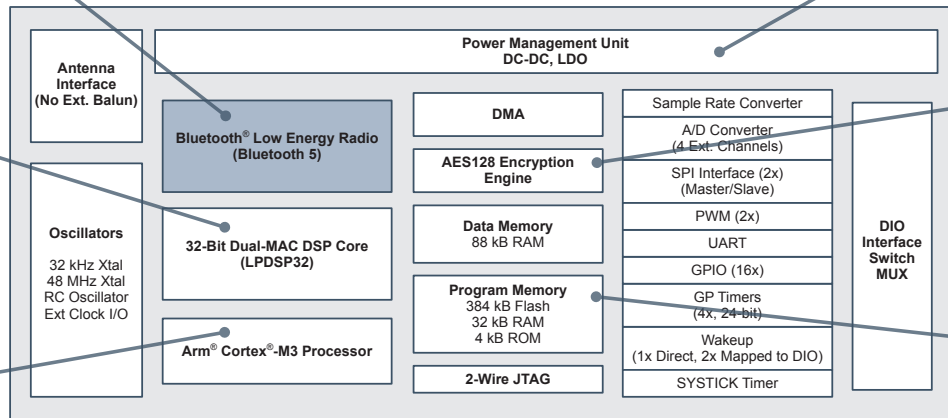 Power Management Unit
DC-DC, LDO
Antenna
Interface
(No Ext. Balun)
Oscillators
32 kHz Xtal
48 MHz Xtal
RC Oscillator
Ext Clock I/O
Bluetooth® Low Energy Radio
(Bluetooth 5)
32-Bit Dual-MAC DSP Core
(LPDSP32)
Arm® Cortex®-M3 Processor
DMA
AES128 Encryption
Engine
Data Memory
88 kB RAM
Program Memory
384 kB Flash
32 kB RAM
4 kB ROM
2-Wire JTAG
Sample Rate Converter
A/D Converter
(4 Ext. Channels)
SPI Interface (2x)
(Master/Slave)
PWM (2x)
UART
GPIO (16x)
GP Timers
(4x, 24-bit)
Wakeup
(1x Direct, 2x Mapped to DIO)
SYSTICK Timer
DIO
Interface
Switch
MUX